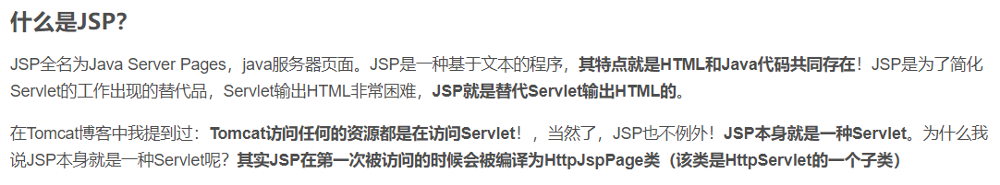 什么是JSP？
JSP全名为Java Server Pages，java服务器页面。JSP是一种基于文本的程序，其特点就是HTML和Java代码共同存在！JSP是为了简化
Servlet的工作出现的替代品，Servlet输出HTML非常困难，JSP就是替代Servlet输出HTML的。
在Tomcat博客中我提到过：Tomcat访问任何的资源都是在访问Servlet！，当然了，JSP也不例外！JSP本身就是一种Servlet。为什么我
说JSP本身就是一种Servlet呢？其实JSP在第一次被访问的时候会被编译为HttpJspPage类（该类是HttpServlet的一个子类）